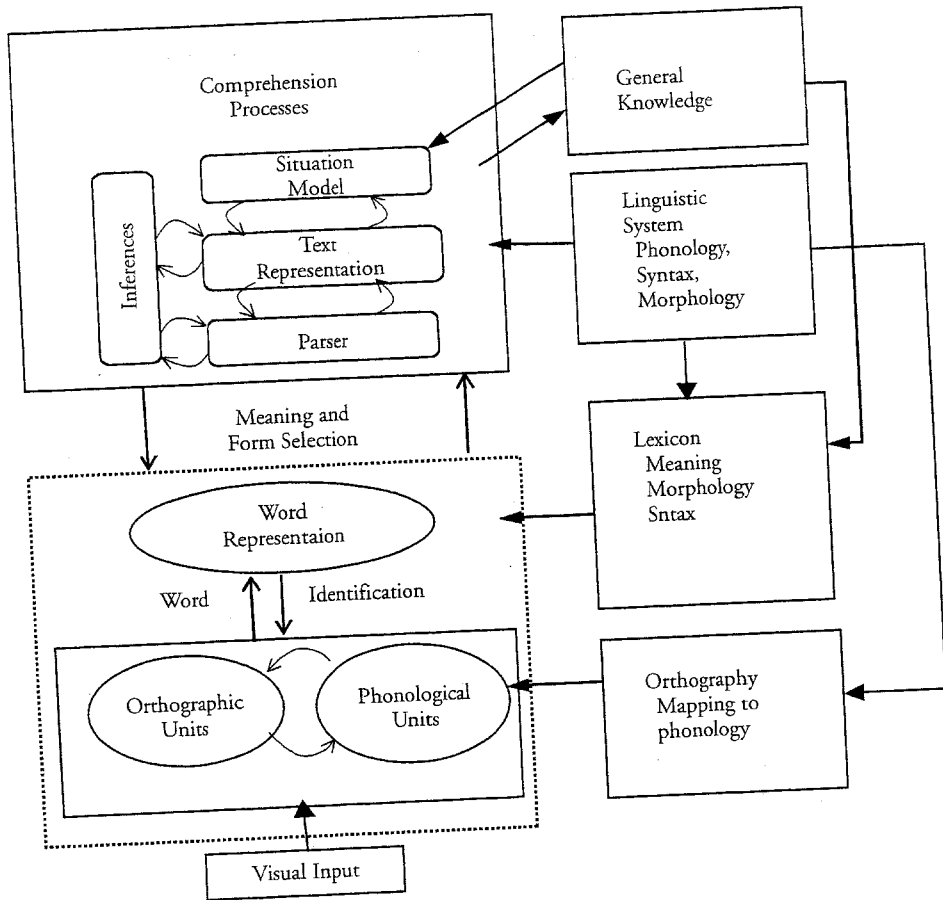 Comprehension
Processes
Situation
Model
Inferences
Text
Representation
Parser
General
Knowledge
Linguistic
System
Phonology,
Syntax,
Morphology
Meaning and
Form Selection
Lexicon
Meaning
Morphology
Sntax
Word
Representaion
Word
Identification
Orthographic
Units
Phonological
Units
Orthography
Mapping to
phonology
Visual Input